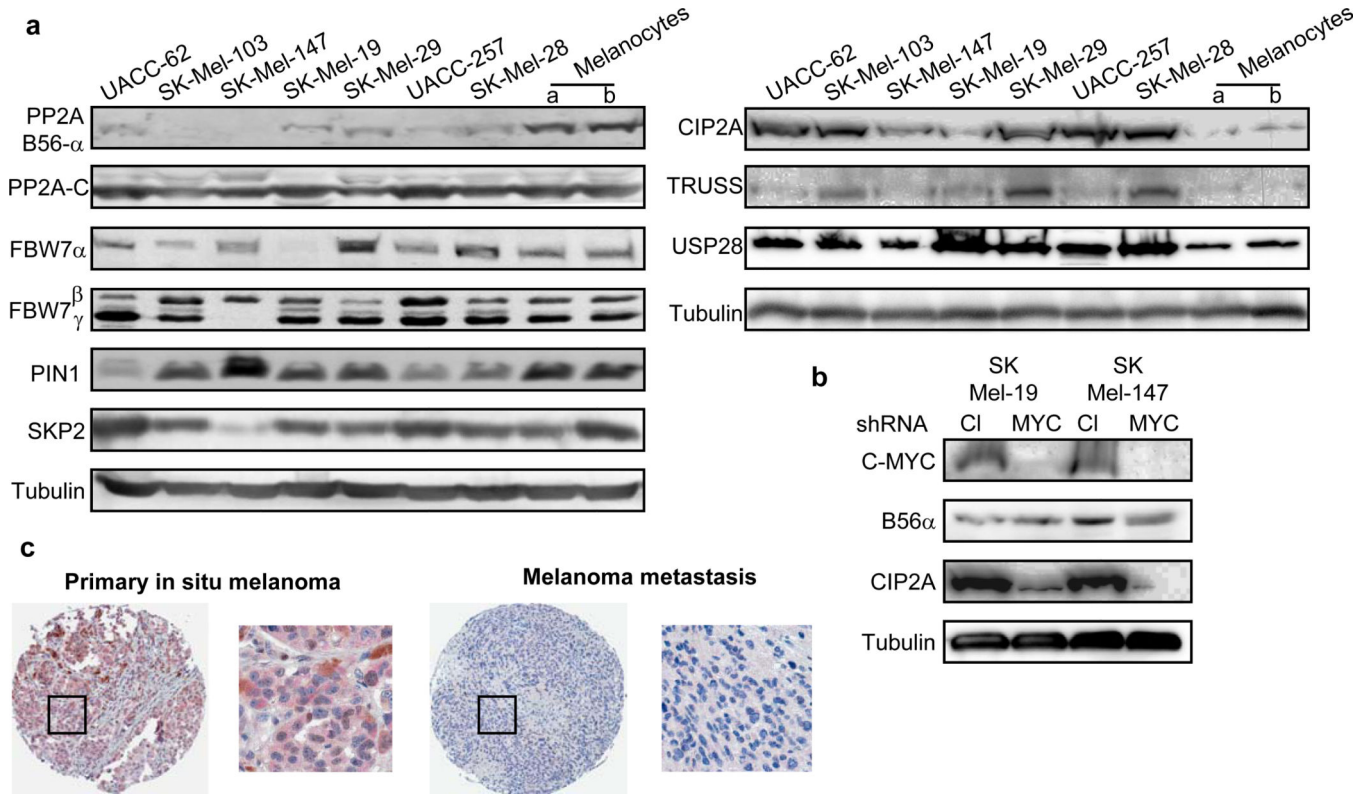 a
UACC-62 SK-Mel-103 SK-Mel-147 SK-Mel-19 SK-Mel-29 UACC-257 SK-Mel-28 Melanocytes
a b
PP2A
B56-α
PP2A-C
FBW7α
FBW7 β
γ
PIN1
SKP2
Tubulin
UACC-62 SK-Mel-103 SK-Mel-147 SK-Mel-19 SK-Mel-29 UACC-257 SK-Mel-28 Melanocytes
a b
CIP2A
TRUSS
USP28
Tubulin
b
SK SK
Mel-19 Mel-147
shRNA CI MYC CI MYC
C-MYC
B56α
CIP2A
Tubulin
c
Primary in situ melanoma Melanoma metastasis